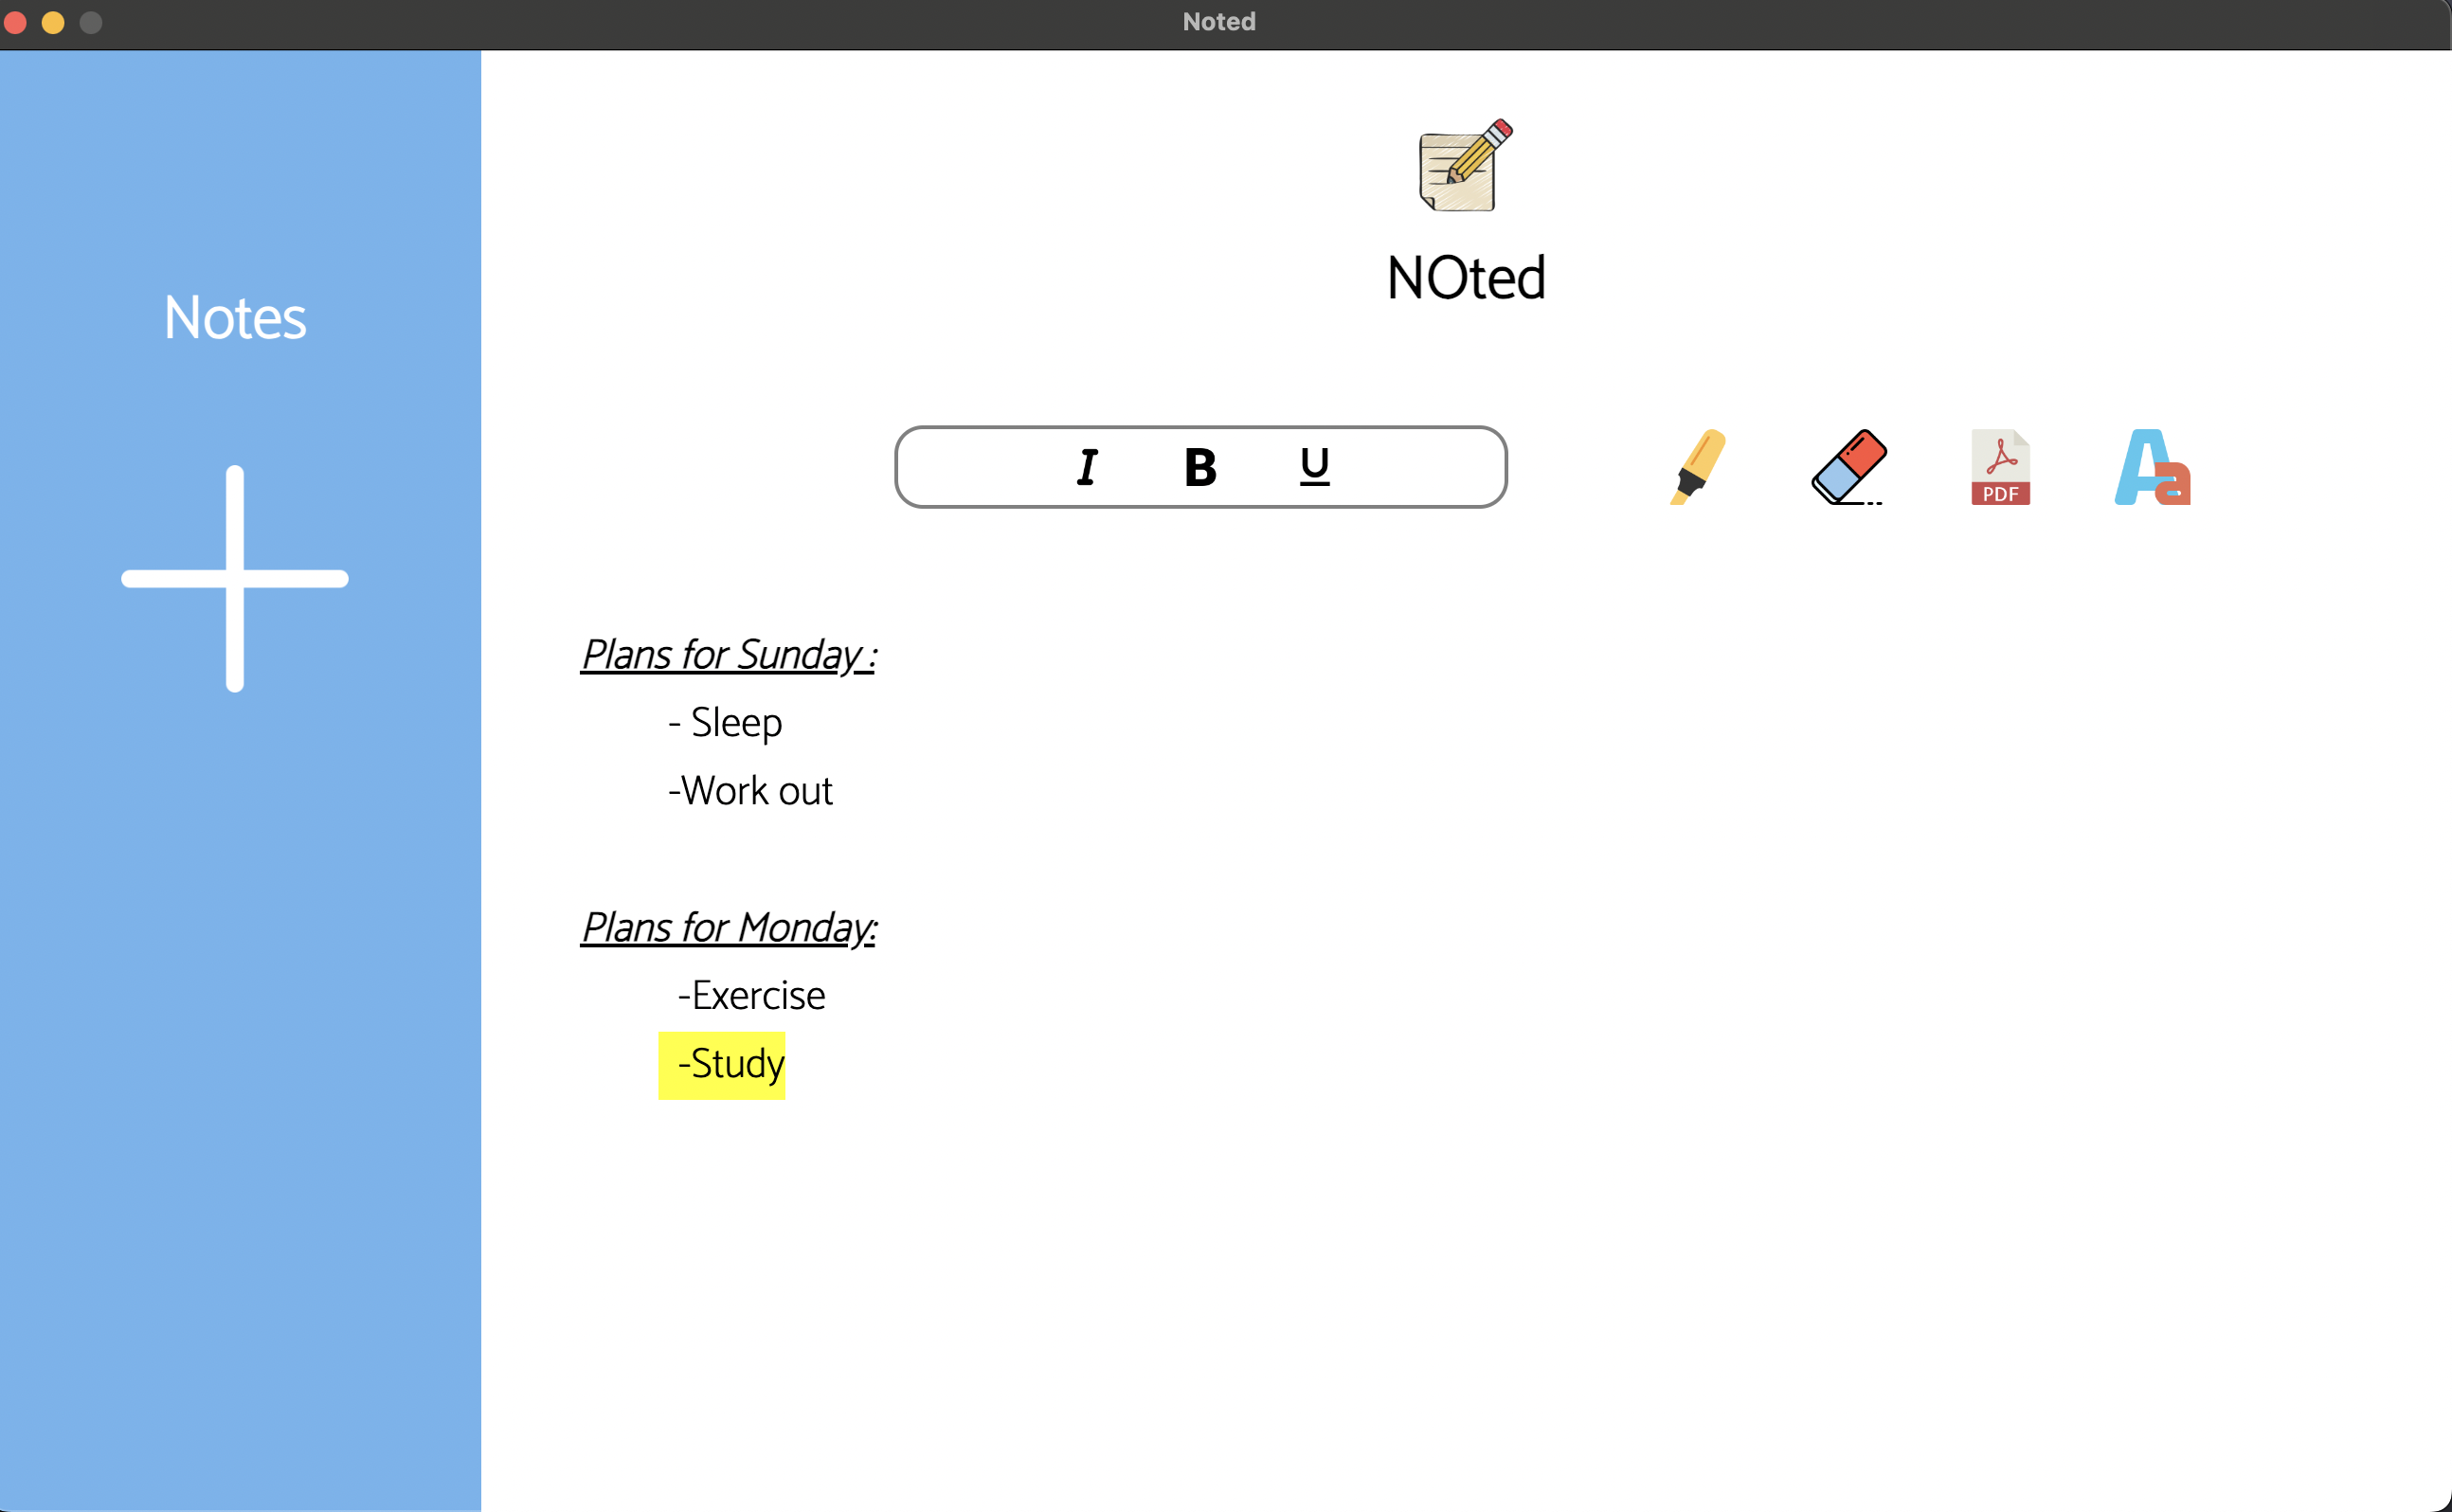 Noted
Notes
NOted
I B U
PDF
Aa
Plans for Sunday :
- Sleep
-Work out
Plans for Monday:
-Exercise
-Study